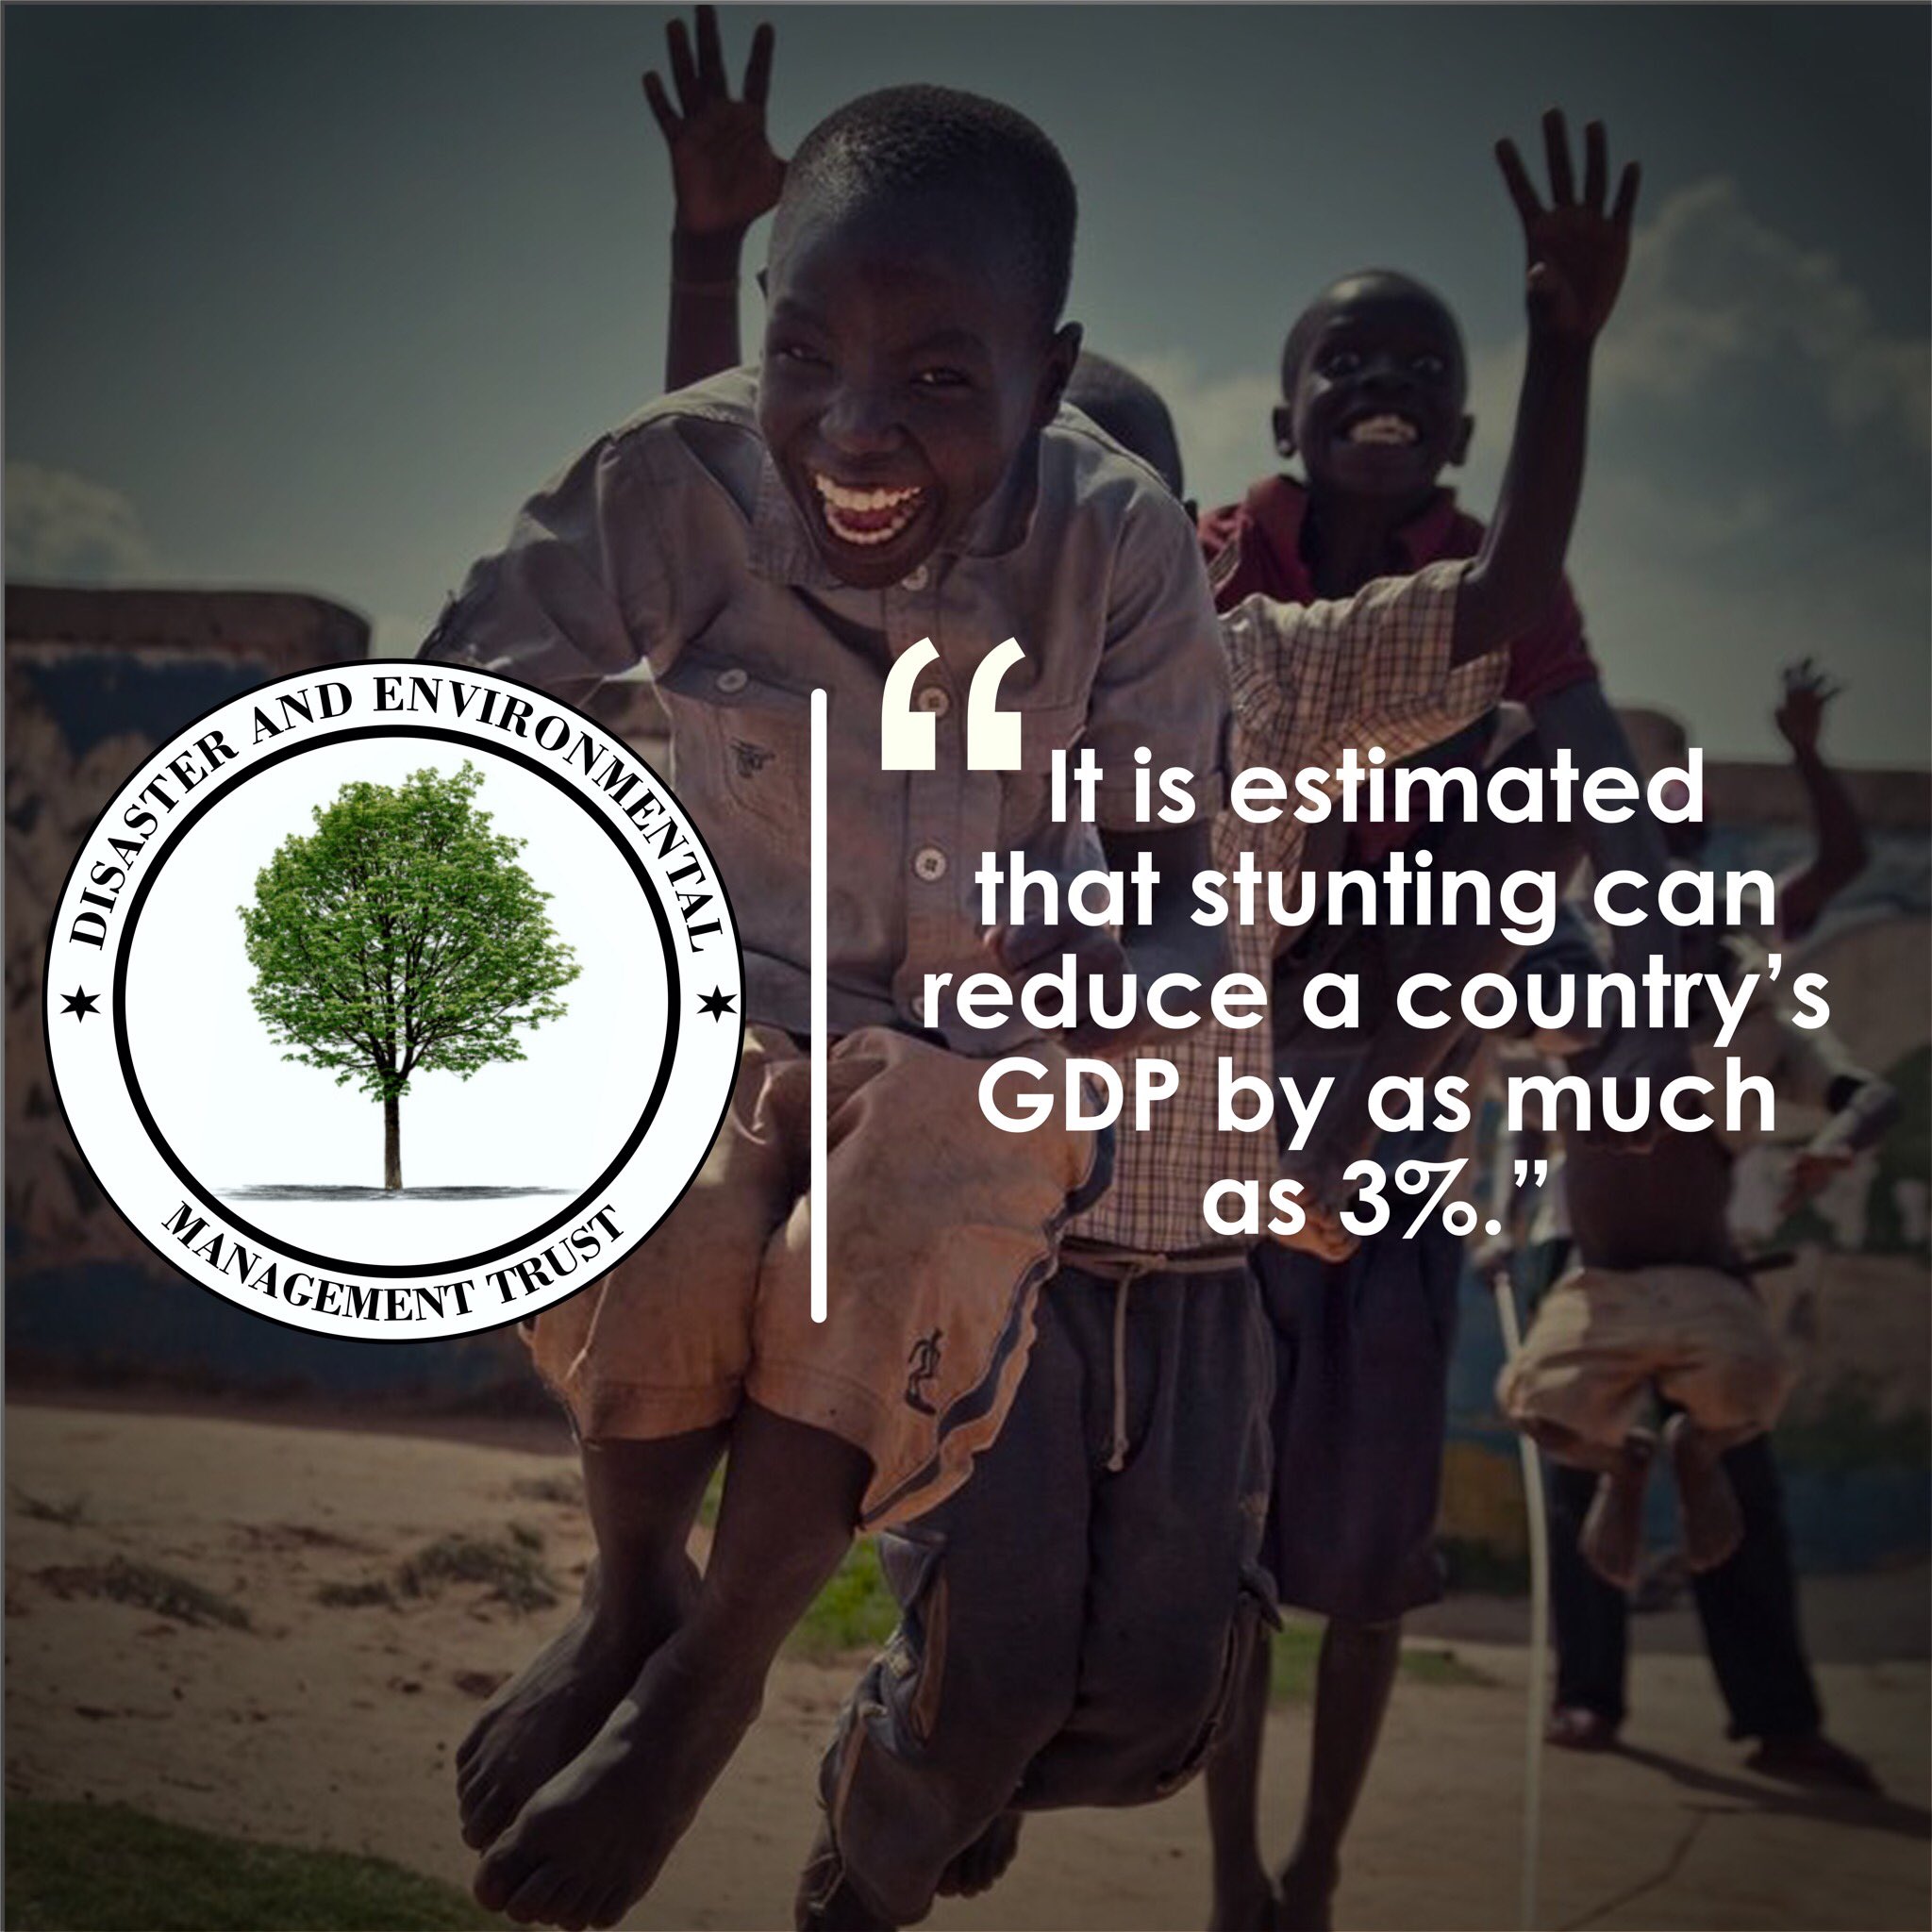 DISASTER AND ENVIRONMENTAL
MANAGEMENT TRUST
“It is estimated
that stunting can
reduce a country’s
GDP by as much
as 3%.”